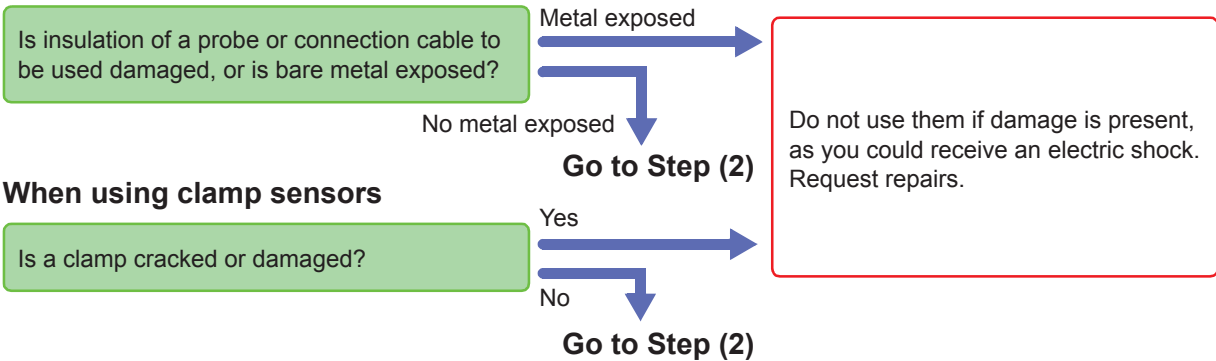 Metal exposed
Is insulation of a probe or connection cable to
be used damaged, or is bare metal exposed?
No metal exposed
Go to Step (2)
Do not use them if damage is present,
as you could receive an electric shock.
Request repairs.
When using clamp sensors
Yes
Is a clamp cracked or damaged?
No
Go to Step (2)